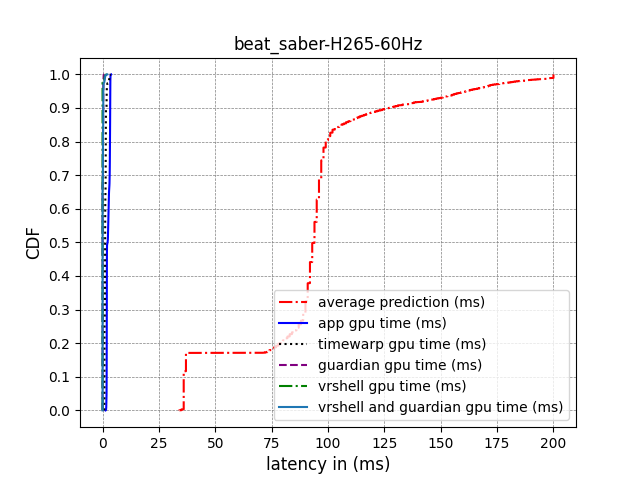 beat_saber-H265-60Hz
1.0
0.9
0.8
0.7
0.6
0.5
0.4
0.3
0.2
0.1
0.0
CDF
average prediction (ms)
app gpu time (ms)
timewarp gpu time (ms)
guardian gpu time (ms)
vrshell gpu time (ms)
vrshell and guardian gpu time (ms)
0 25 50 75 100 125 150 175 200
latency in (ms)